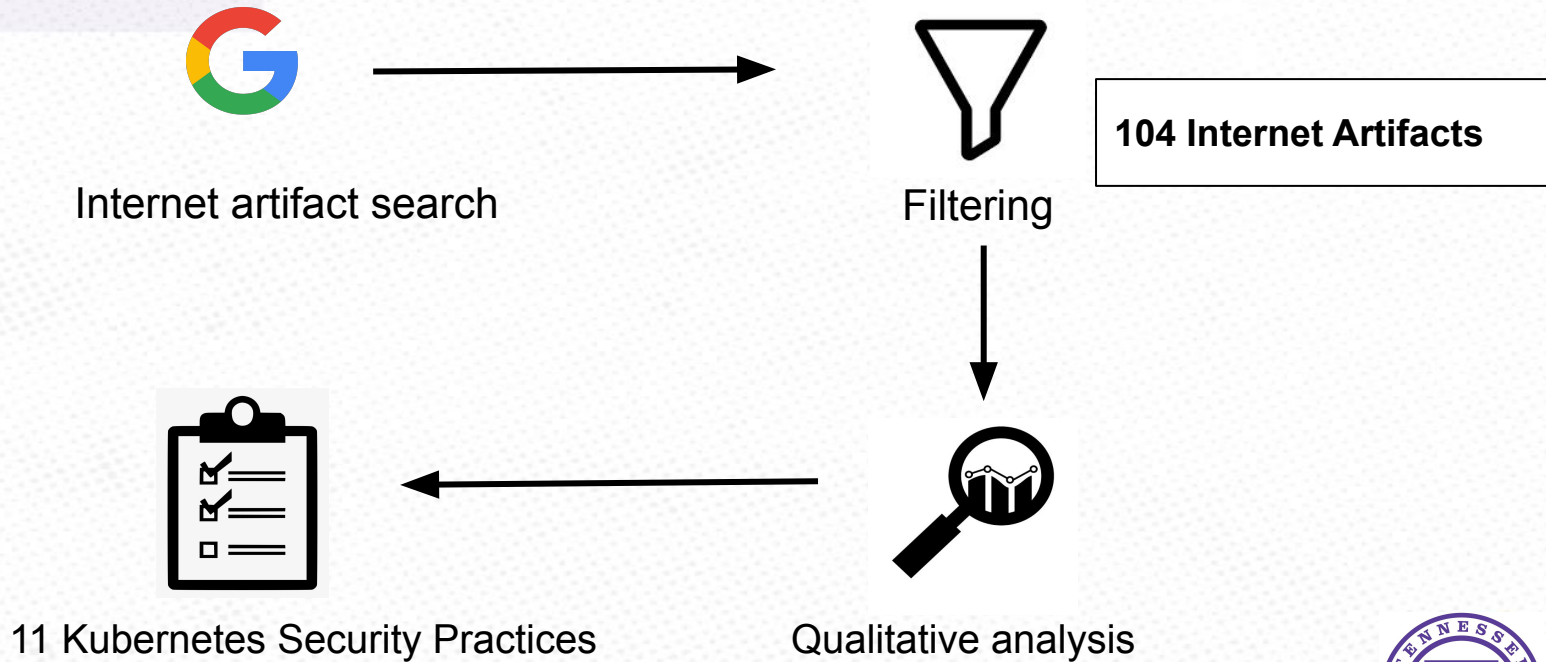 Internet artifact search
Filtering
104 Internet Artifacts
11 Kubernetes Security Practices
Qualitative analysis